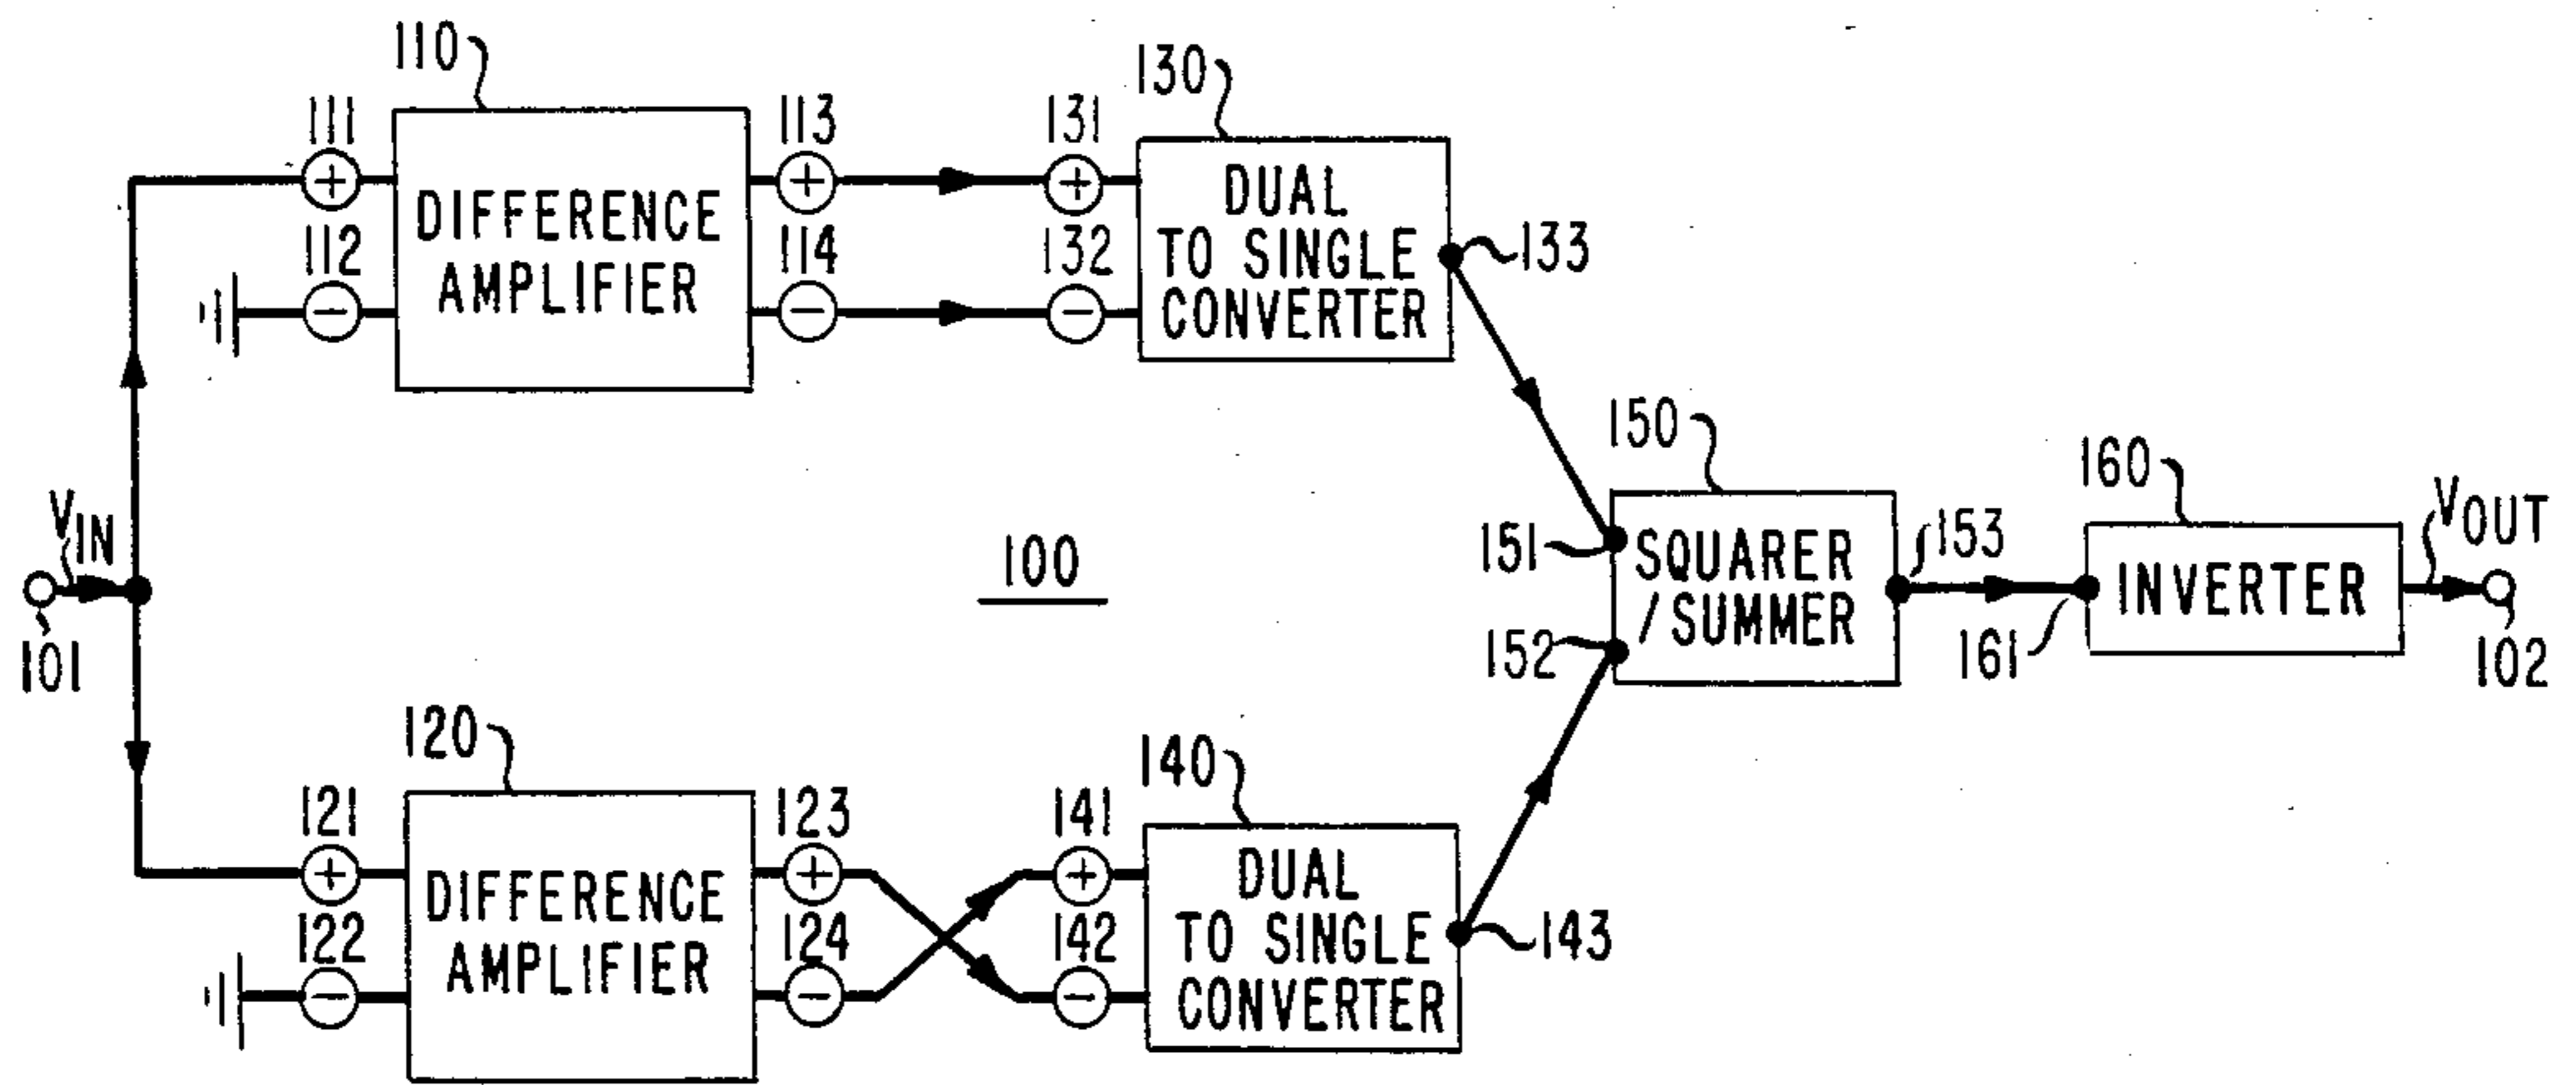 110
111
+
112
−
DIFFERENCE
AMPLIFIER
113
+
114
−
131
+
132
−
130
DUAL
TO SINGLE
CONVERTER
133
VIN
101
100
120
121
+
122
−
DIFFERENCE
AMPLIFIER
123
+
124
−
141
+
142
−
140
DUAL
TO SINGLE
CONVERTER
143
150
151
152
SQUARER
/SUMMER
153
161
160
INVERTER
VOUT
102